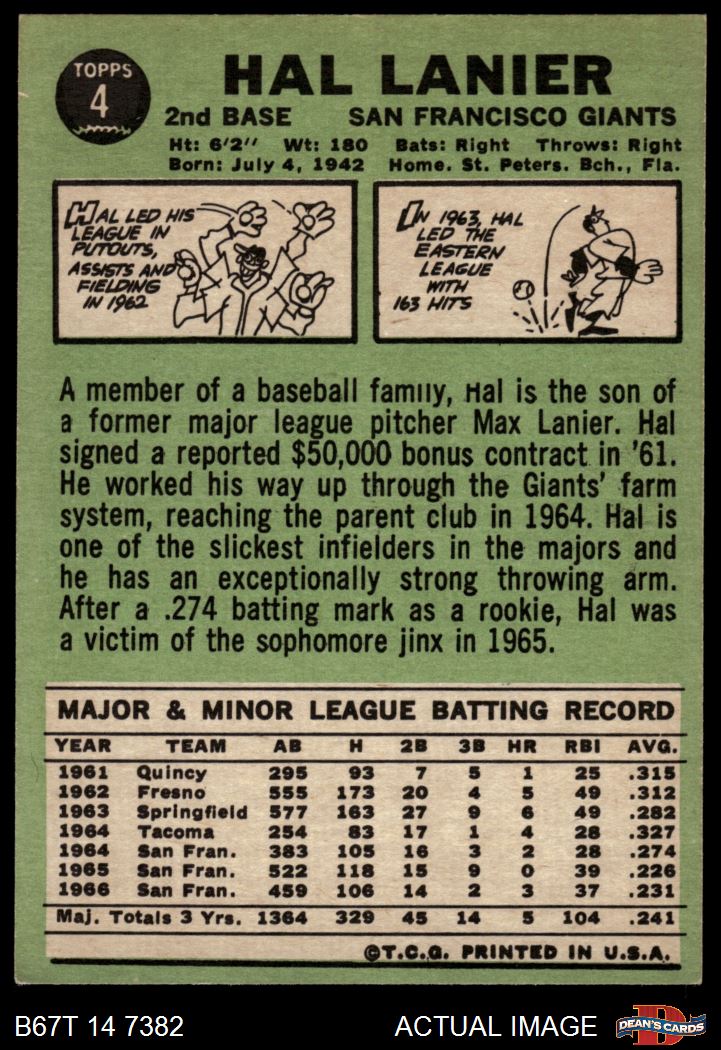 TOPPS
4
HAL LANIER
2nd BASE SAN FRANCISCO GIANTS
Ht: 6'2" Wt: 180 Bats: Right Throws: Right
Born: July 4, 1942 Home. St. Peters. Bch., Fla.
HAL LED HIS
LEAGUE IN
PUTOUTS,
ASSISTS AND
FIELDING
IN 1962
IN 1963, HAL
LED THE
EASTERN
LEAGUE
WITH
163 HITS
A member of a baseball family, Hal is the son of
a former major league pitcher Max Lanier. Hal
signed a reported $50,000 bonus contract in '61.
He worked his way up through the Giants' farm
system, reaching the parent club in 1964. Hal is
one of the slickest infielders in the majors and
he has an exceptionally strong throwing arm.
After a .274 batting mark as a rookie, Hal was
a victim of the sophomore jinx in 1965.
MAJOR & MINOR LEAGUE BATTING RECORD
YEAR TEAM AB H 2B 3B HR RBI AVG.
1961 Quincy 295 93 7 5 1 25 .315
1962 Fresno 555 173 20 4 5 49 .312
1963 Springfield 577 163 27 9 6 49 .282
1964 Tacoma 254 83 17 1 4 28 .327
1964 San Fran. 383 105 16 3 2 28 .274
1965 San Fran. 522 118 15 9 0 39 .226
1966 San Fran. 459 106 14 2 3 37 .231
Maj. Totals 3 Yrs. 1364 329 45 14 5 104 .241
©T.C.G. PRINTED IN U.S.A.
B67T 14 7382 ACTUAL IMAGE
D
DEAN'S CARDS